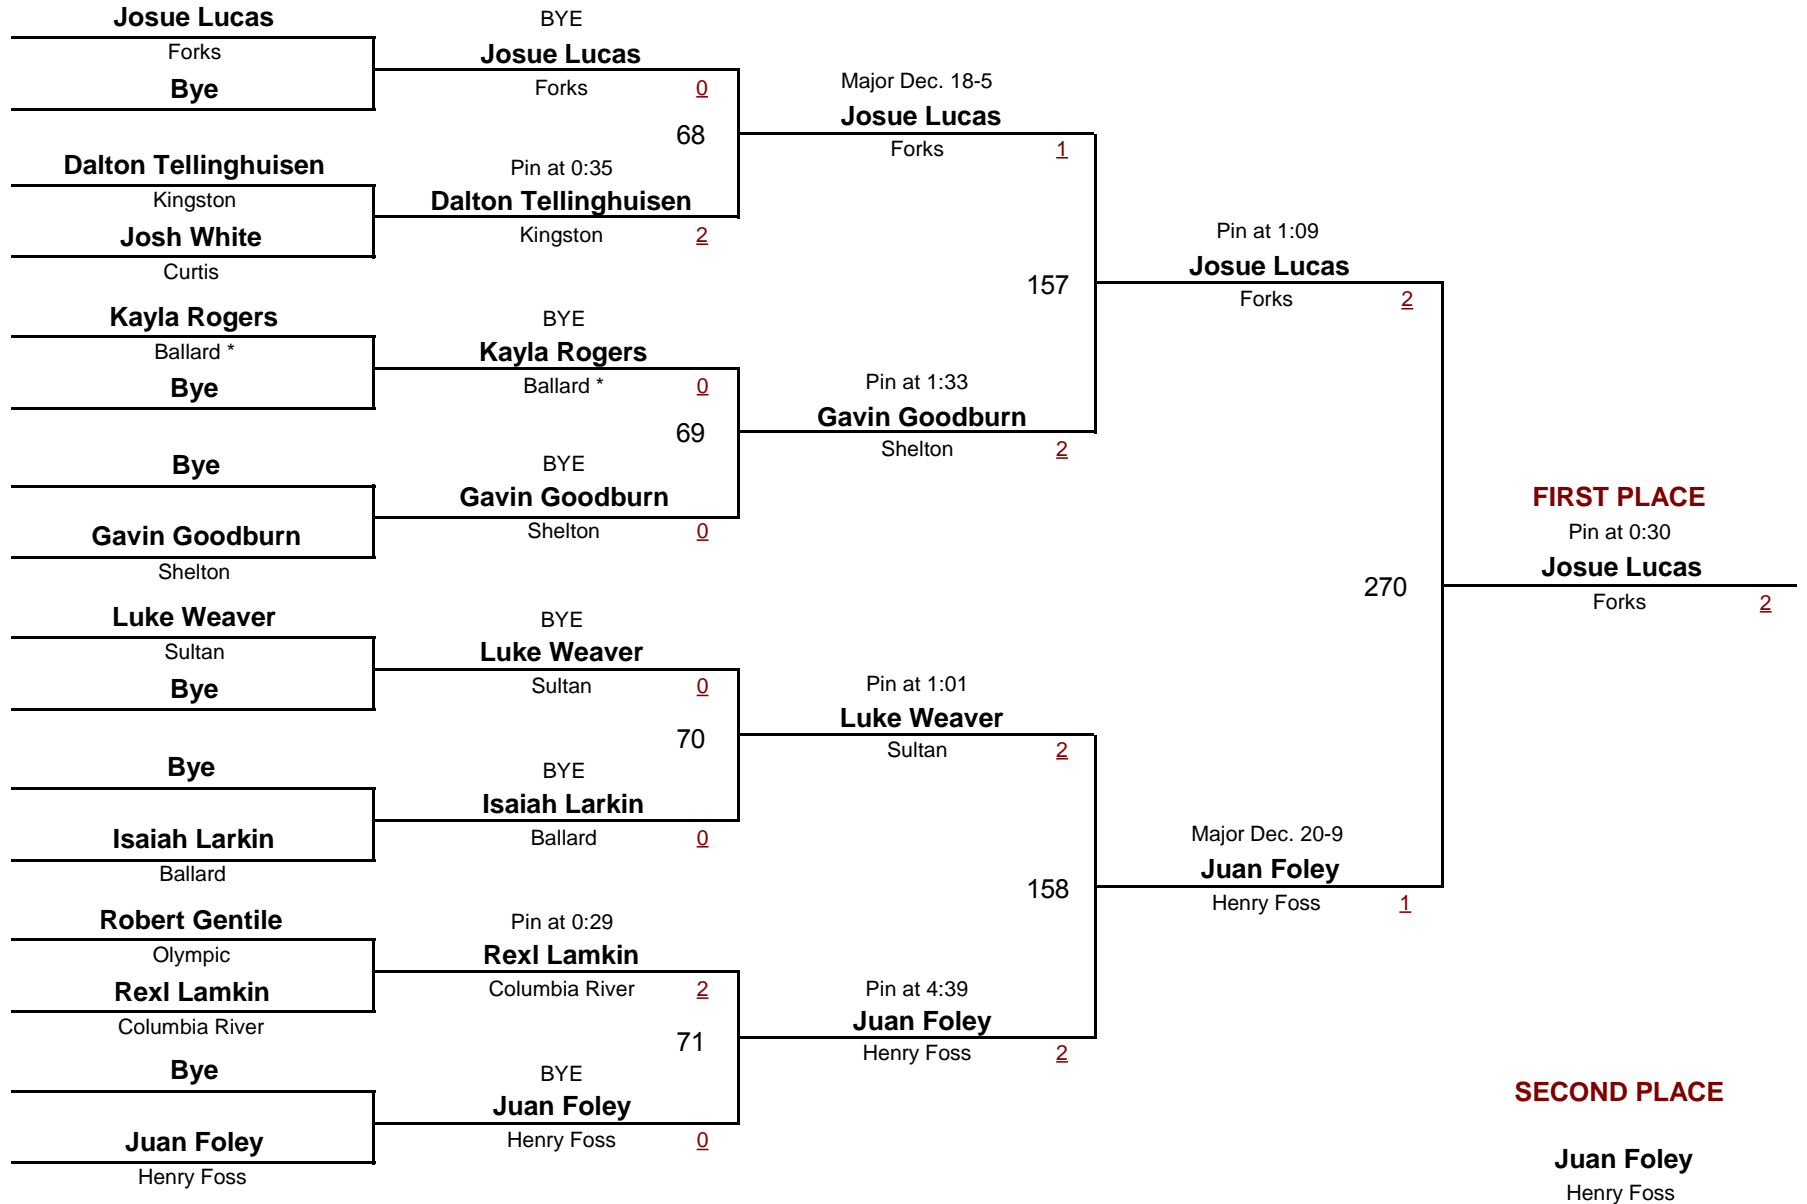 Josue Lucas
Forks
Bye
Dalton Tellinghuisen
Kingston
Josh White
Curtis
Kayla Rogers
Ballard *
Bye
Bye
Gavin Goodburn
Shelton
Luke Weaver
Sultan
Bye
Bye
Isaiah Larkin
Ballard
Robert Gentile
Olympic
Rexl Lamkin
Columbia River
Bye
Juan Foley
Henry Foss
BYE
Josue Lucas
Forks 0
68
Pin at 0:35
Dalton Tellinghuisen
Kingston 2
BYE
Kayla Rogers
Ballard * 0
69
BYE
Gavin Goodburn
Shelton 0
BYE
Luke Weaver
Sultan 0
70
BYE
Isaiah Larkin
Ballard 0
Pin at 0:29
Rexl Lamkin
Columbia River 2
71
BYE
Juan Foley
Henry Foss 0
Major Dec. 18-5
Josue Lucas
Forks 1
157
Pin at 1:33
Gavin Goodburn
Shelton 2
Pin at 1:01
Luke Weaver
Sultan 2
158
Pin at 4:39
Juan Foley
Henry Foss 2
Pin at 1:09
Josue Lucas
Forks 2
270
Major Dec. 20-9
Juan Foley
Henry Foss 1
FIRST PLACE
Pin at 0:30
Josue Lucas
Forks 2
SECOND PLACE
Juan Foley
Henry Foss